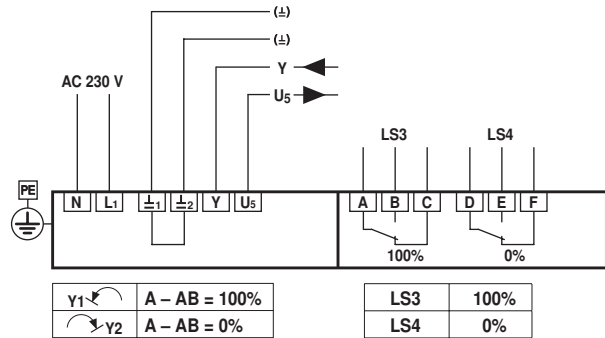 (⊥)
(⊥)
Y
U5
AC 230 V
LS3 LS4
PE
N L1 ⊥1 ⊥2 Y U5 A B C D E F
100% 0%
Y1 A – AB = 100%
Y2 A – AB = 0%
LS3 100%
LS4 0%